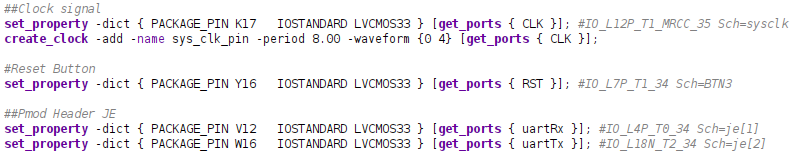 ##Clock signal
set_property -dict { PACKAGE_PIN K17   IOSTANDARD LVCMOS33 } [get_ports { CLK }]; #IO_L12P_T1_MRCC_35 Sch=sysclk
create_clock -add -name sys_clk_pin -period 8.00 -waveform {0 4} [get_ports { CLK }];
#Reset Button
set_property -dict { PACKAGE_PIN Y16   IOSTANDARD LVCMOS33 } [get_ports { RST }]; #IO_L7P_T1_34 Sch=BTN3
##Pmod Header JE
set_property -dict { PACKAGE_PIN V12   IOSTANDARD LVCMOS33 } [get_ports { uartRx }]; #IO_L4P_T0_34 Sch=je[1]
set_property -dict { PACKAGE_PIN W16   IOSTANDARD LVCMOS33 } [get_ports { uartTx }]; #IO_L18N_T2_34 Sch=je[2]